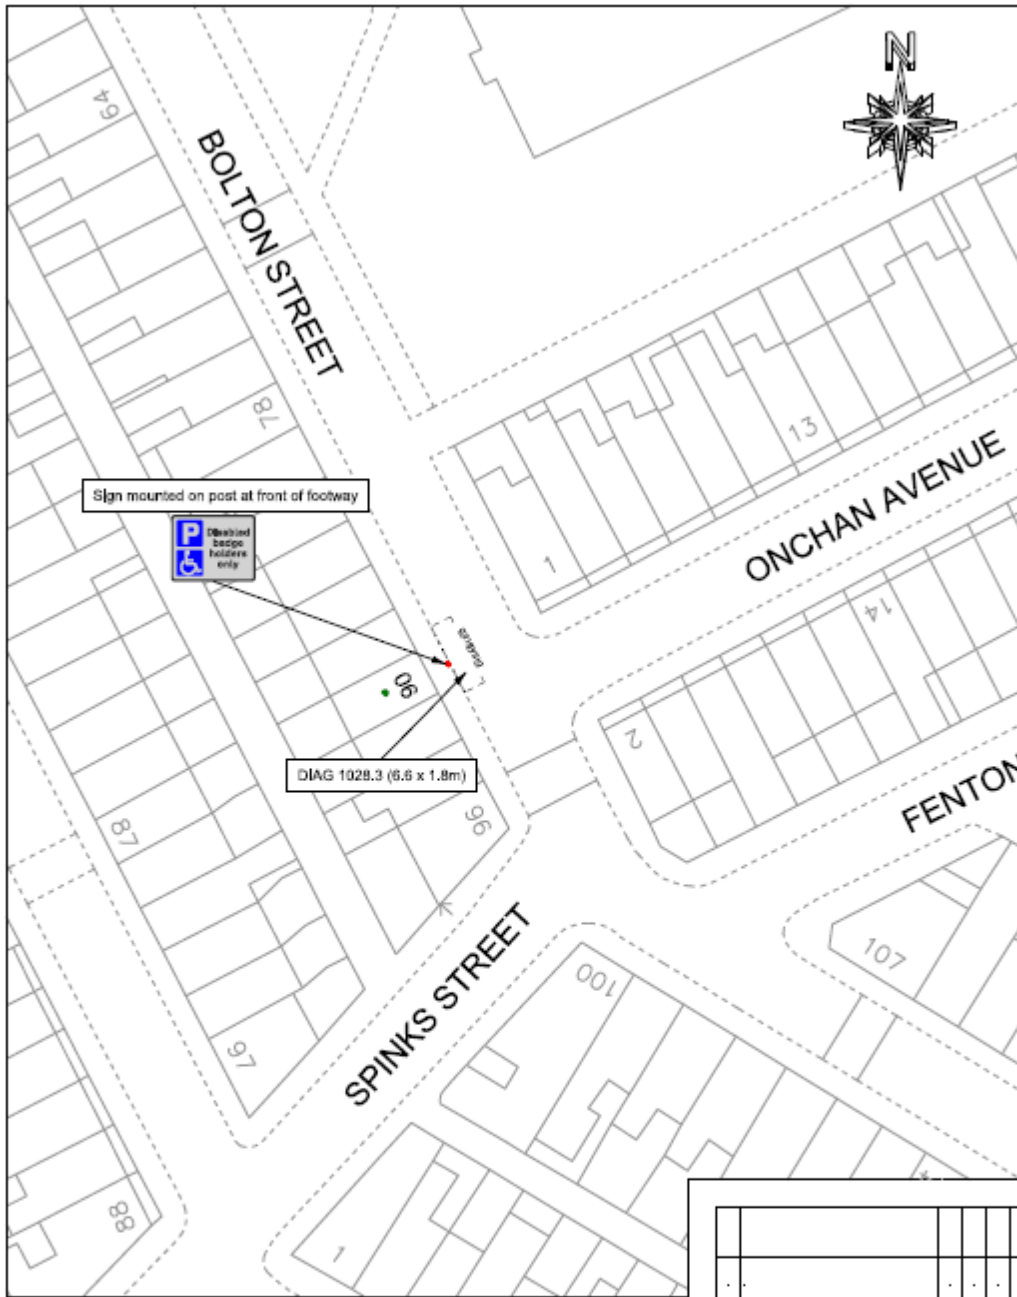 N
64
BOLTON STREET
78
13
Sign mounted on post at front of footway
P
Disabled
badge
holders
only
ONCHAN AVENUE
1
14
DISABLED
90
2
DIAG 1028.3 (6.6 x 1.8m)
FENTON
87
96
107
SPINKS STREET
100
97
88
1